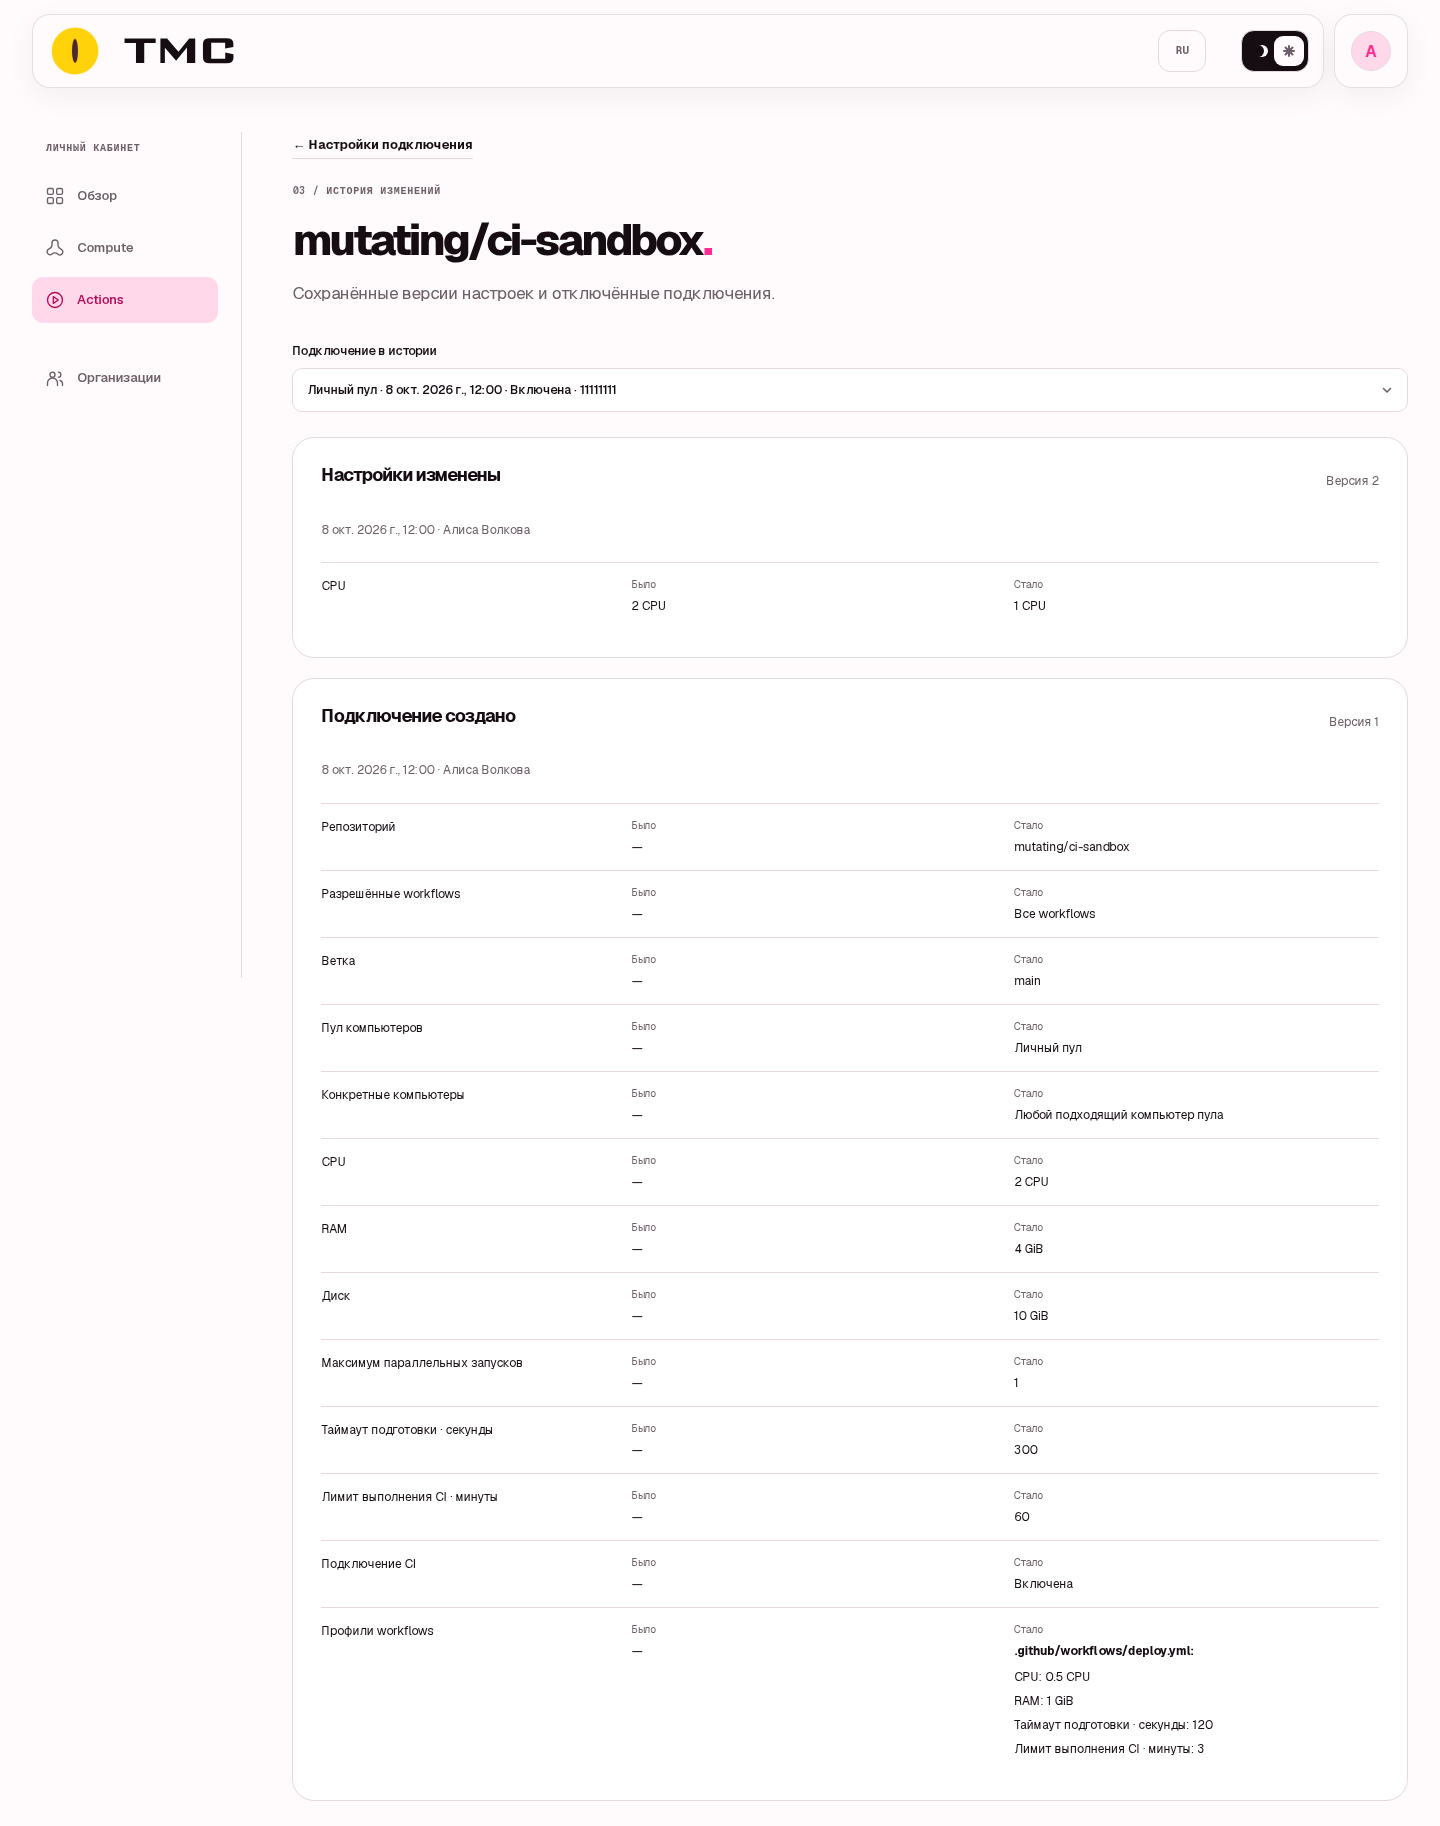 TMC
RU
A
ЛИЧНЫЙ КАБИНЕТ
Обзор
Compute
Actions
Организации
← Настройки подключения
03 / ИСТОРИЯ ИЗМЕНЕНИЙ
mutating/ci-sandbox.
Сохранённые версии настроек и отключённые подключения.
Подключение в истории
Личный пул · 8 окт. 2026 г., 12:00 · Включена · 11111111
Настройки изменены
Версия 2
8 окт. 2026 г., 12:00 · Алиса Волкова
CPU
Было
2 CPU
Стало
1 CPU
Подключение создано
Версия 1
8 окт. 2026 г., 12:00 · Алиса Волкова
Репозиторий
Было
—
Стало
mutating/ci-sandbox
Разрешённые workflows
Было
—
Стало
Все workflows
Ветка
Было
—
Стало
main
Пул компьютеров
Было
—
Стало
Личный пул
Конкретные компьютеры
Было
—
Стало
Любой подходящий компьютер пула
CPU
Было
—
Стало
2 CPU
RAM
Было
—
Стало
4 GiB
Диск
Было
—
Стало
10 GiB
Максимум параллельных запусков
Было
—
Стало
1
Таймаут подготовки · секунды
Было
—
Стало
300
Лимит выполнения CI · минуты
Было
—
Стало
60
Подключение CI
Было
—
Стало
Включена
Профили workflows
Было
—
Стало
.github/workflows/deploy.yml:
CPU: 0.5 CPU
RAM: 1 GiB
Таймаут подготовки · секунды: 120
Лимит выполнения CI · минуты: 3